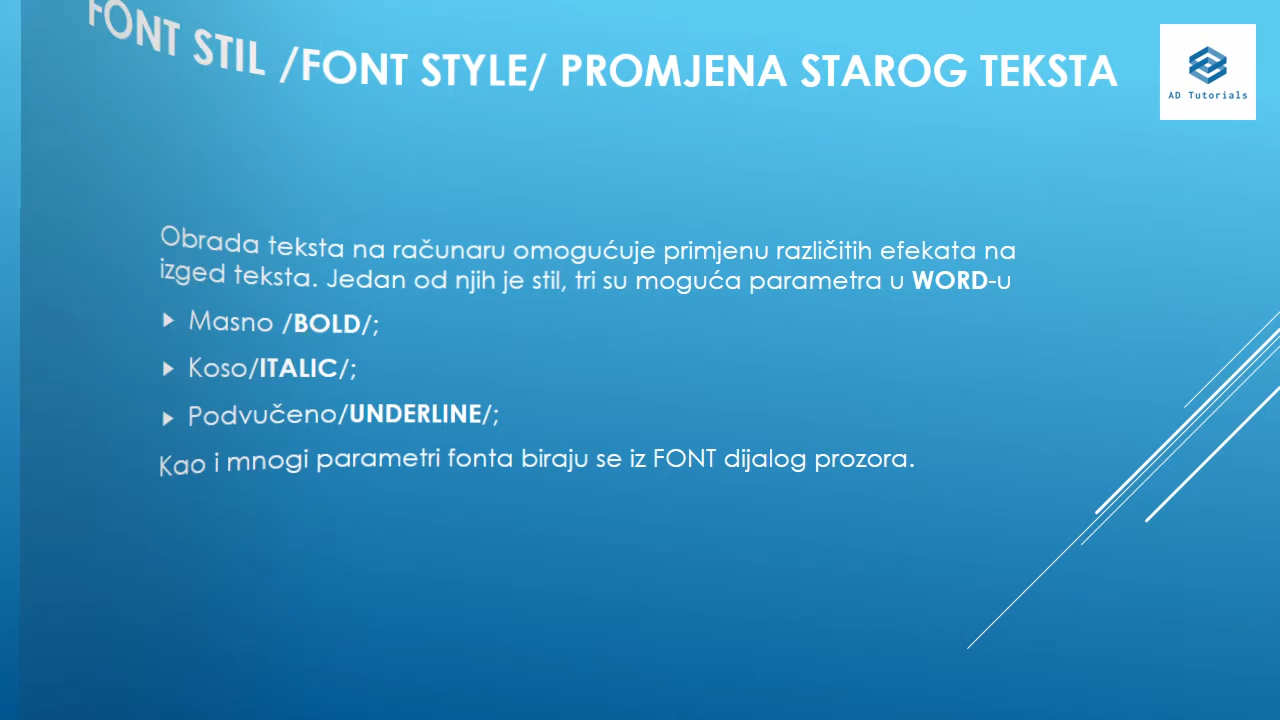 FONT STIL /FONT STYLE/ PROMJENA STAROG TEKSTA
AD Tutorials
Obrada teksta na računaru omogućuje primjenu različitih efekata na
izged teksta. Jedan od njih je stil, tri su moguća parametra u WORD-u
Masno /BOLD/;
Koso/ITALIC/;
Podvučeno/UNDERLINE/;
Kao i mnogi parametri fonta biraju se iz FONT dijalog prozora.